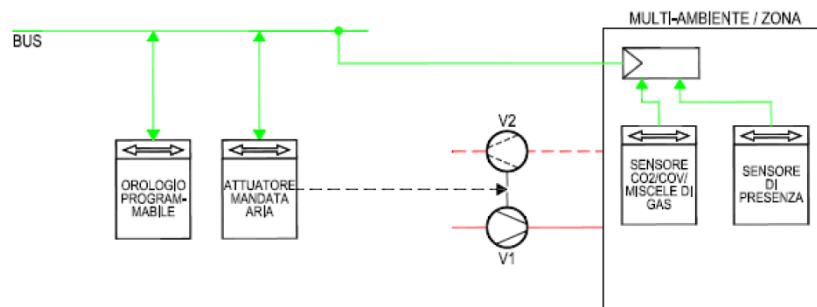 MULTI-AMBIENTE / ZONA
BUS
V2
OROLOGIO
PROGRAM-
MABILE
ATTUATORE
MANDATA
ARIA
SENSORE
CO2/COV/
MISCELE DI
GAS
SENSORE
DI
PRESENZA
V1